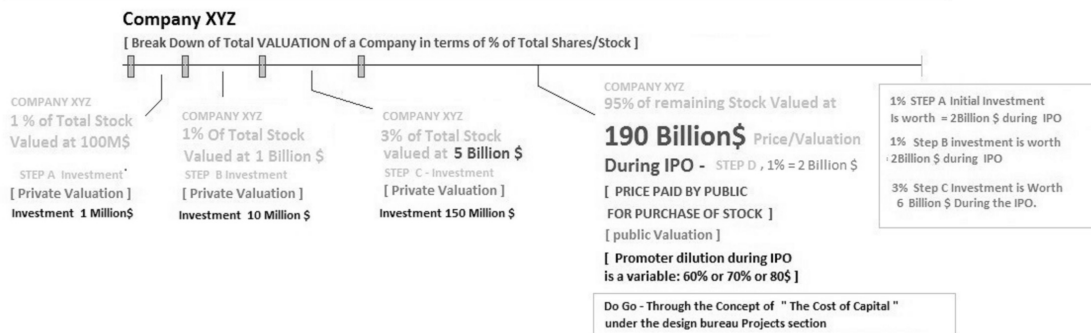 Company XYZ
[ Break Down of Total VALUATION of a Company in terms of % of Total Shares/Stock ]
COMPANY XYZ
1 % of Total Stock
Valued at 100M$
STEP A Investment
[ Private Valuation ]
Investment 1 Million$
COMPANY XYZ
1% Of Total Stock
Valued at 1 Billion $
STEP B Investment
[ Private Valuation ]
Investment 10 Million $
COMPANY XYZ
3% of Total Stock
valued at 5 Billion $
STEP C - Investment
[ Private Valuation ]
Investment 150 Million $
COMPANY XYZ
95% of remaining Stock Valued at
190 Billion$ Price/Valuation
During IPO - STEP D , 1% = 2 Billion $
[ PRICE PAID BY PUBLIC
FOR PURCHASE OF STOCK ]
[ public Valuation ]
[ Promoter dilution during IPO
is a variable: 60% or 70% or 80$ ]
1% STEP A Initial Investment
Is worth = 2Billion $ during IPO
1% Step B investment is worth
2Billion $ during IPO
3% Step C Investment is Worth
6 Billion $ During the IPO.
Do Go - Through the Concept of " The Cost of Capital "
under the design bureau Projects section